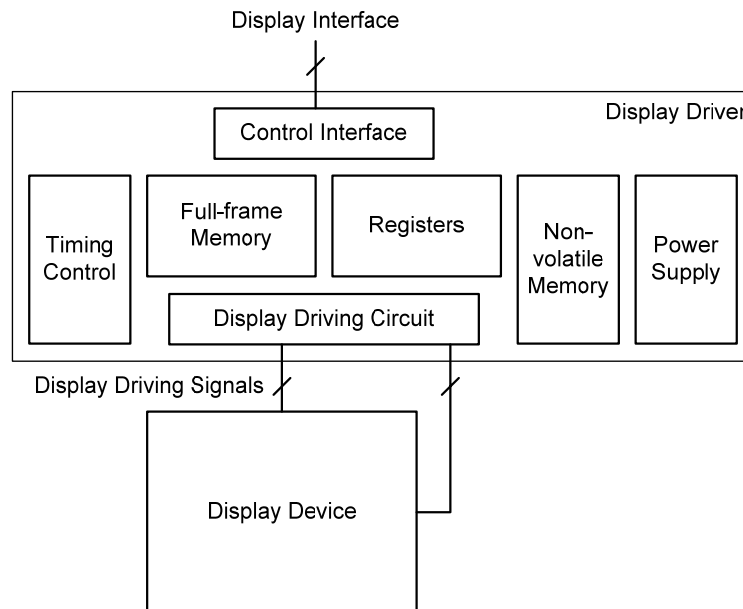 Display Interface
Display Driver
Control Interface
Timing
Control
Full-frame
Memory
Registers
Non-
volatile
Memory
Power
Supply
Display Driving Circuit
Display Driving Signals
Display Device